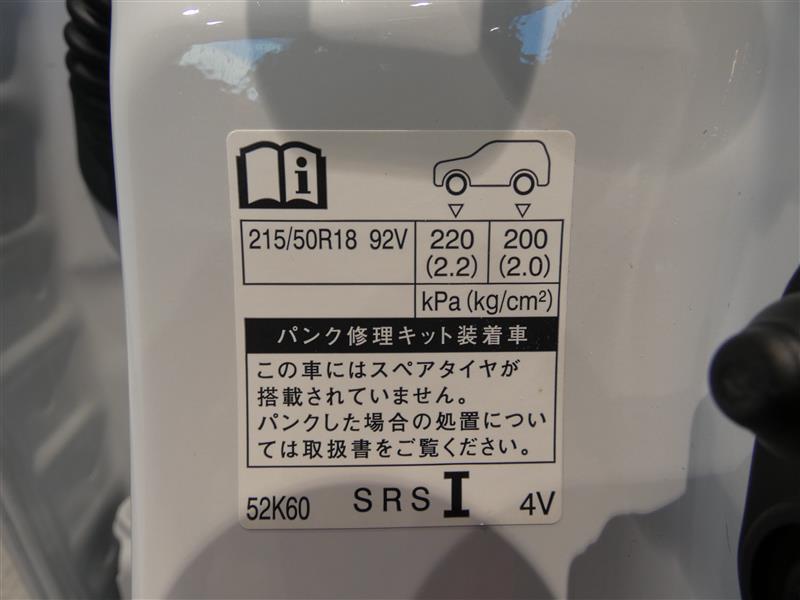 i
215/50R18 92V 220 200
(2.2) (2.0)
kPa(kg/cm²)
パンク修理キット装着車
この車にはスペアタイヤが
搭載されていません。
パンクした場合の処置につい
ては取扱書をご覧ください。
52K60 SRS I 4V